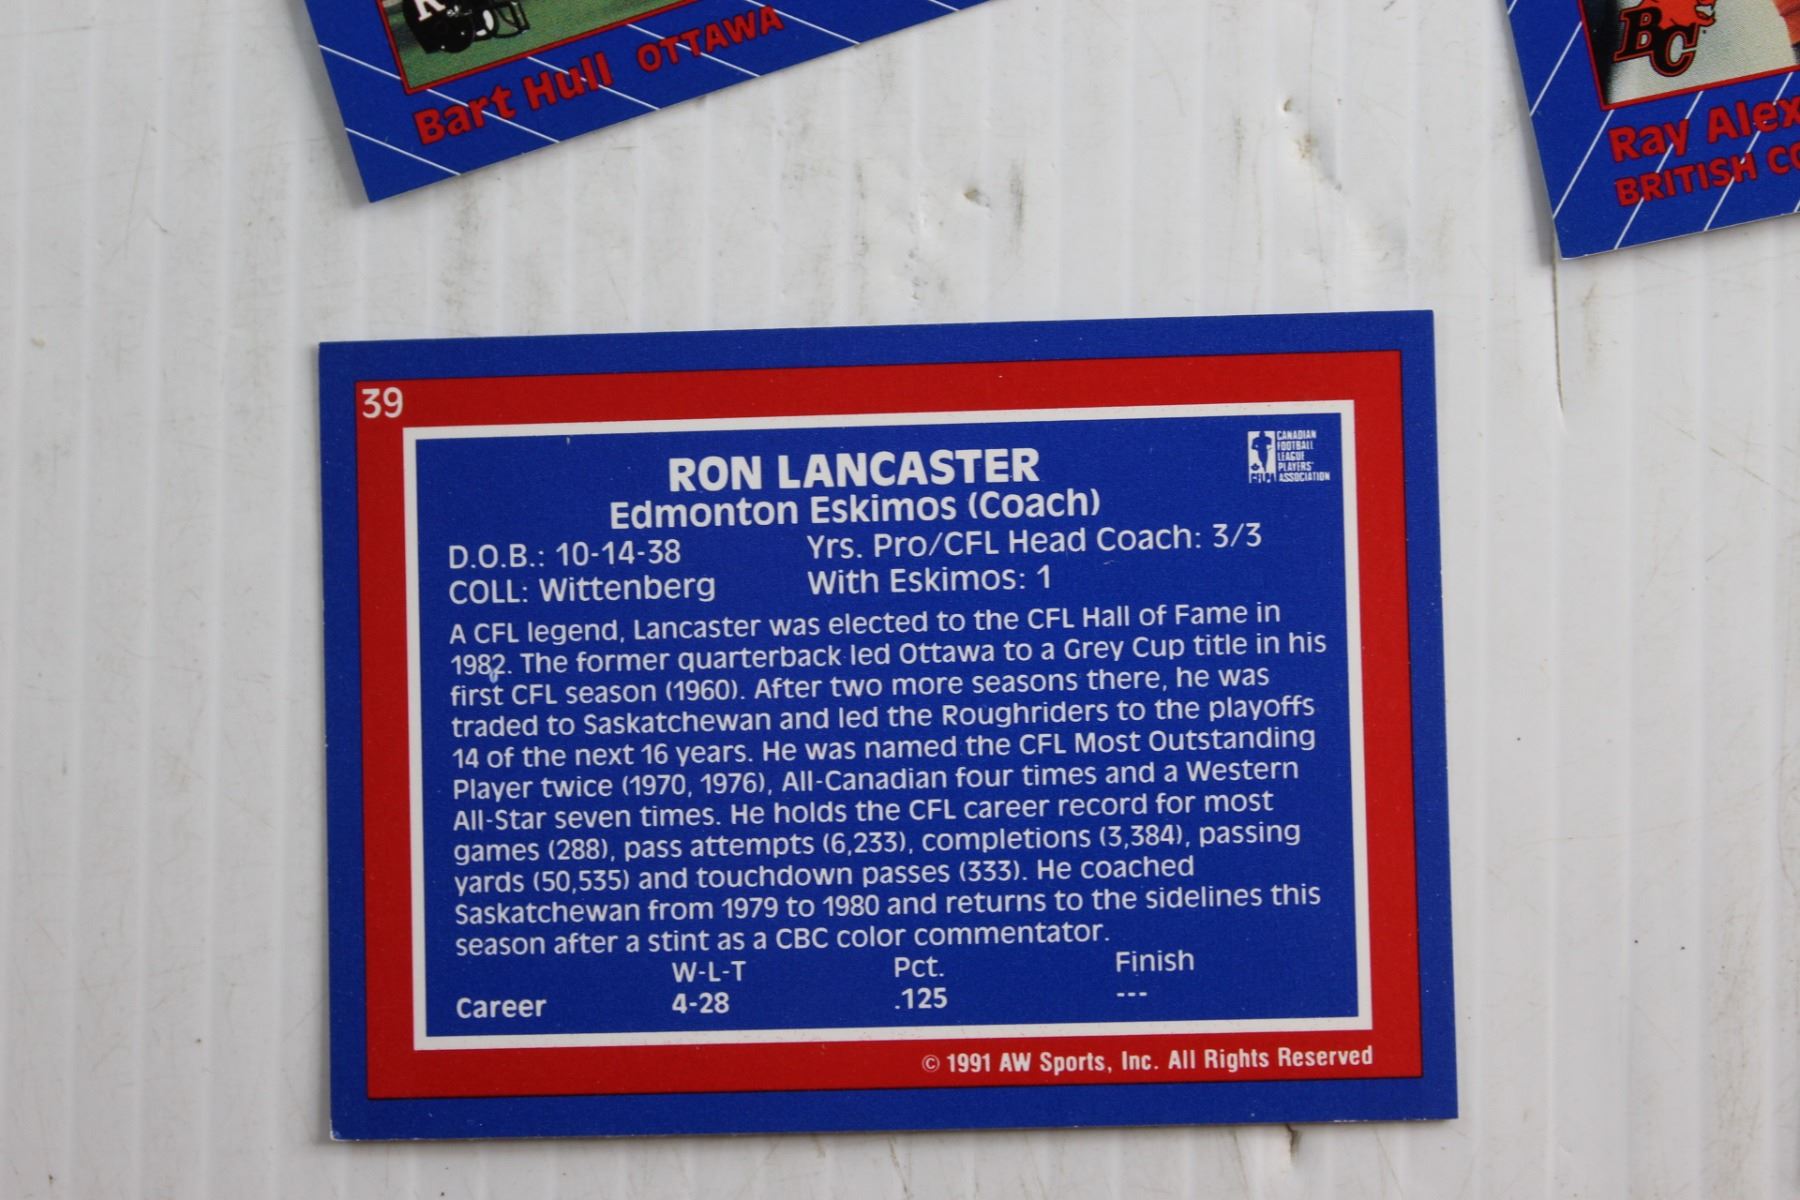 R
Bart Hull OTTAWA
BC
Ray Alex
BRITISH CO
39
CANADIAN
FOOTBALL
LEAGUE
PLAYERS'
ASSOCIATION
RON LANCASTER
Edmonton Eskimos (Coach)
D.O.B.: 10-14-38 Yrs. Pro/CFL Head Coach: 3/3
COLL: Wittenberg With Eskimos: 1
A CFL legend, Lancaster was elected to the CFL Hall of Fame in
1982. The former quarterback led Ottawa to a Grey Cup title in his
first CFL season (1960). After two more seasons there, he was
traded to Saskatchewan and led the Roughriders to the playoffs
14 of the next 16 years. He was named the CFL Most Outstanding
Player twice (1970, 1976), All-Canadian four times and a Western
All-Star seven times. He holds the CFL career record for most
games (288), pass attempts (6,233), completions (3,384), passing
yards (50,535) and touchdown passes (333). He coached
Saskatchewan from 1979 to 1980 and returns to the sidelines this
season after a stint as a CBC color commentator.
W-L-T Pct. Finish
Career 4-28 .125 ---
© 1991 AW Sports, Inc. All Rights Reserved